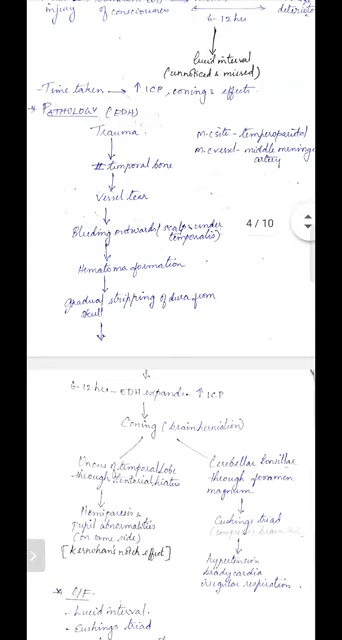 injury of consciousness deteriora
6-12 hrs
lucid interval
(unnoticed & missed)
- Time taken → ↑ ICP, coning & effects.
* PATHOLOGY (EDH)
Trauma
M.C site - temperoparietal
M.C vessel - middle meninge
artery
# temporal bone
Vessel tear
Bleeding outwards (scalp & under
temporalis)
4 / 10
Hematoma formation
gradual stripping of dura from
skull
6-12 hrs - EDH expands ↑ ICP
Coning (brain herniation)
Uncus of temporal lobe
through tentorial hiatus
Cerebellar tonsillar
through foramen
magnum
Hemiparesis &
pupil abnormalities
(on same side)
[Kernohan's notch effect]
Cushings triad
hypertension
bradycardia
irregular respiration.
* C/F
- Lucid interval.
- Cushings triad